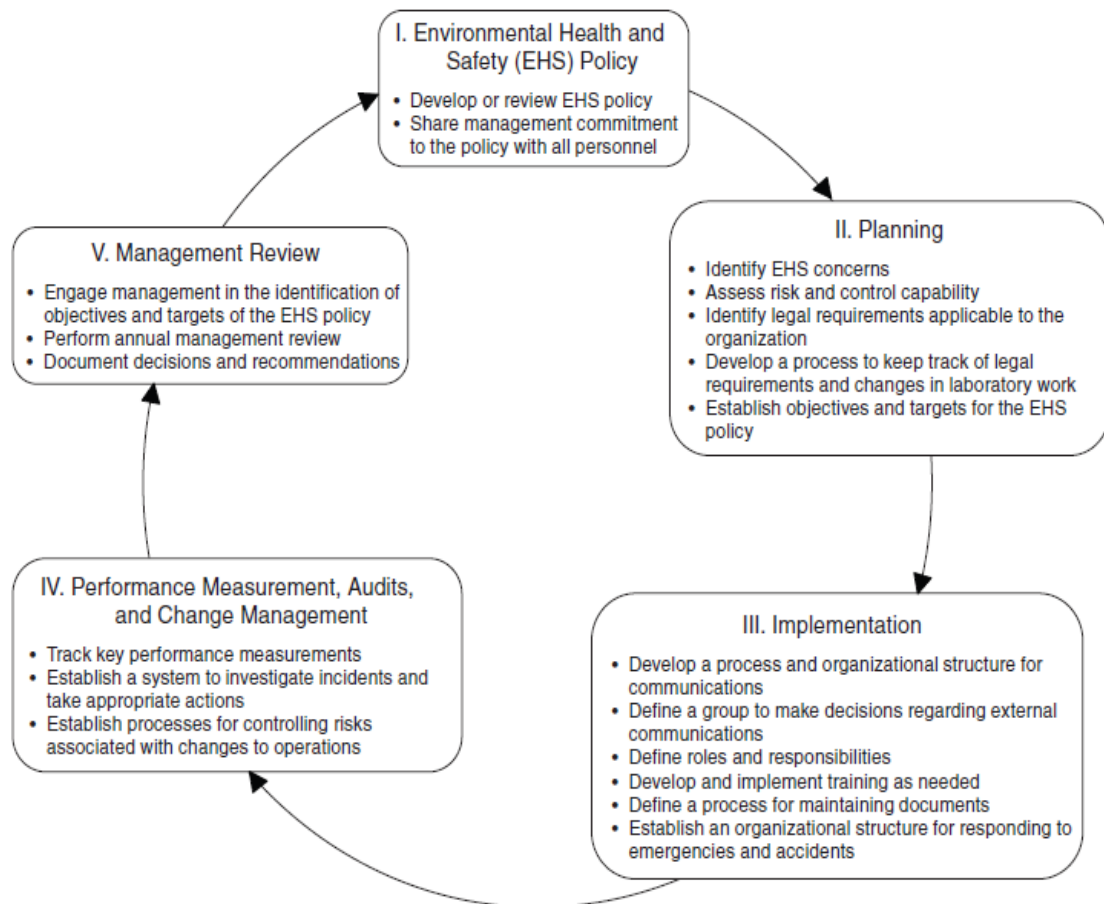 I. Environmental Health and
Safety (EHS) Policy
• Develop or review EHS policy
• Share management commitment
to the policy with all personnel
II. Planning
• Identify EHS concerns
• Assess risk and control capability
• Identify legal requirements applicable to the
organization
• Develop a process to keep track of legal
requirements and changes in laboratory work
• Establish objectives and targets for the EHS
policy
III. Implementation
• Develop a process and organizational structure for
communications
• Define a group to make decisions regarding external
communications
• Define roles and responsibilities
• Develop and implement training as needed
• Define a process for maintaining documents
• Establish an organizational structure for responding to
emergencies and accidents
IV. Performance Measurement, Audits,
and Change Management
• Track key performance measurements
• Establish a system to investigate incidents and
take appropriate actions
• Establish processes for controlling risks
associated with changes to operations
V. Management Review
• Engage management in the identification of
objectives and targets of the EHS policy
• Perform annual management review
• Document decisions and recommendations